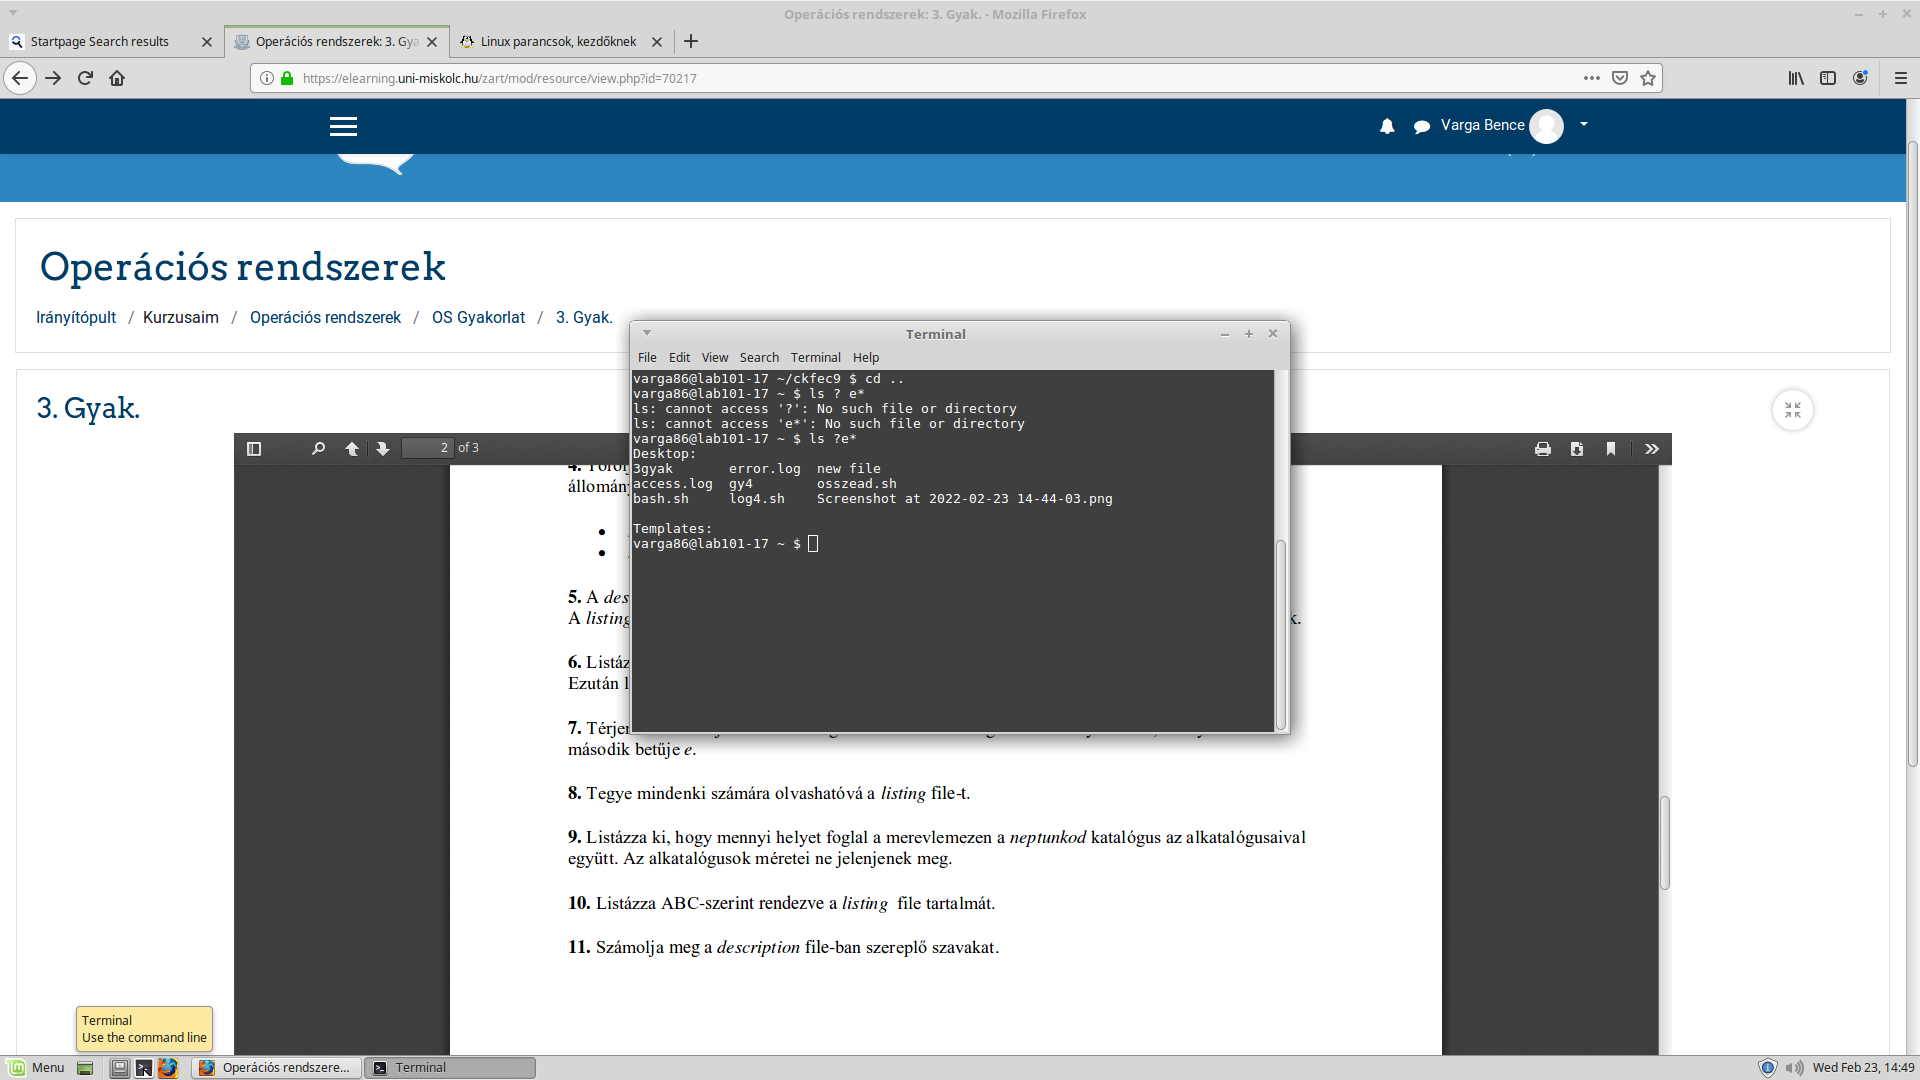 Operációs rendszerek: 3. Gyak. - Mozilla Firefox
Startpage Search results
Operációs rendszerek: 3. Gya
Linux parancsok, kezdőknek
https://elearning.uni-miskolc.hu/zart/mod/resource/view.php?id=70217
Varga Bence
Operációs rendszerek
Irányítópult / Kurzusaim / Operációs rendszerek / OS Gyakorlat / 3. Gyak.
3. Gyak.
2 of 3
Terminal
File Edit View Search Terminal Help
varga86@lab101-17 ~/ckfec9 $ cd ..
varga86@lab101-17 ~ $ ls ? e*
ls: cannot access '?': No such file or directory
ls: cannot access 'e*': No such file or directory
varga86@lab101-17 ~ $ ls ?e*
Desktop:
3gyak error.log new file
access.log gy4 osszead.sh
bash.sh log4.sh Screenshot at 2022-02-23 14-44-03.png
Templates:
varga86@lab101-17 ~ $
4.
állomány
5. A des
A listing k.
6. Listáz
Ezután l
7. Térjen
második betűje e.
8. Tegye mindenki számára olvashatóvá a listing file-t.
9. Listázza ki, hogy mennyi helyet foglal a merevlemezen a neptunkod katalógus az alkatalógusaival
együtt. Az alkatalógusok méretei ne jelenjenek meg.
10. Listázza ABC-szerint rendezve a listing file tartalmát.
11. Számolja meg a description file-ban szereplő szavakat.
Terminal
Use the command line
Menu
Operációs rendszere...
Terminal
Wed Feb 23, 14:49